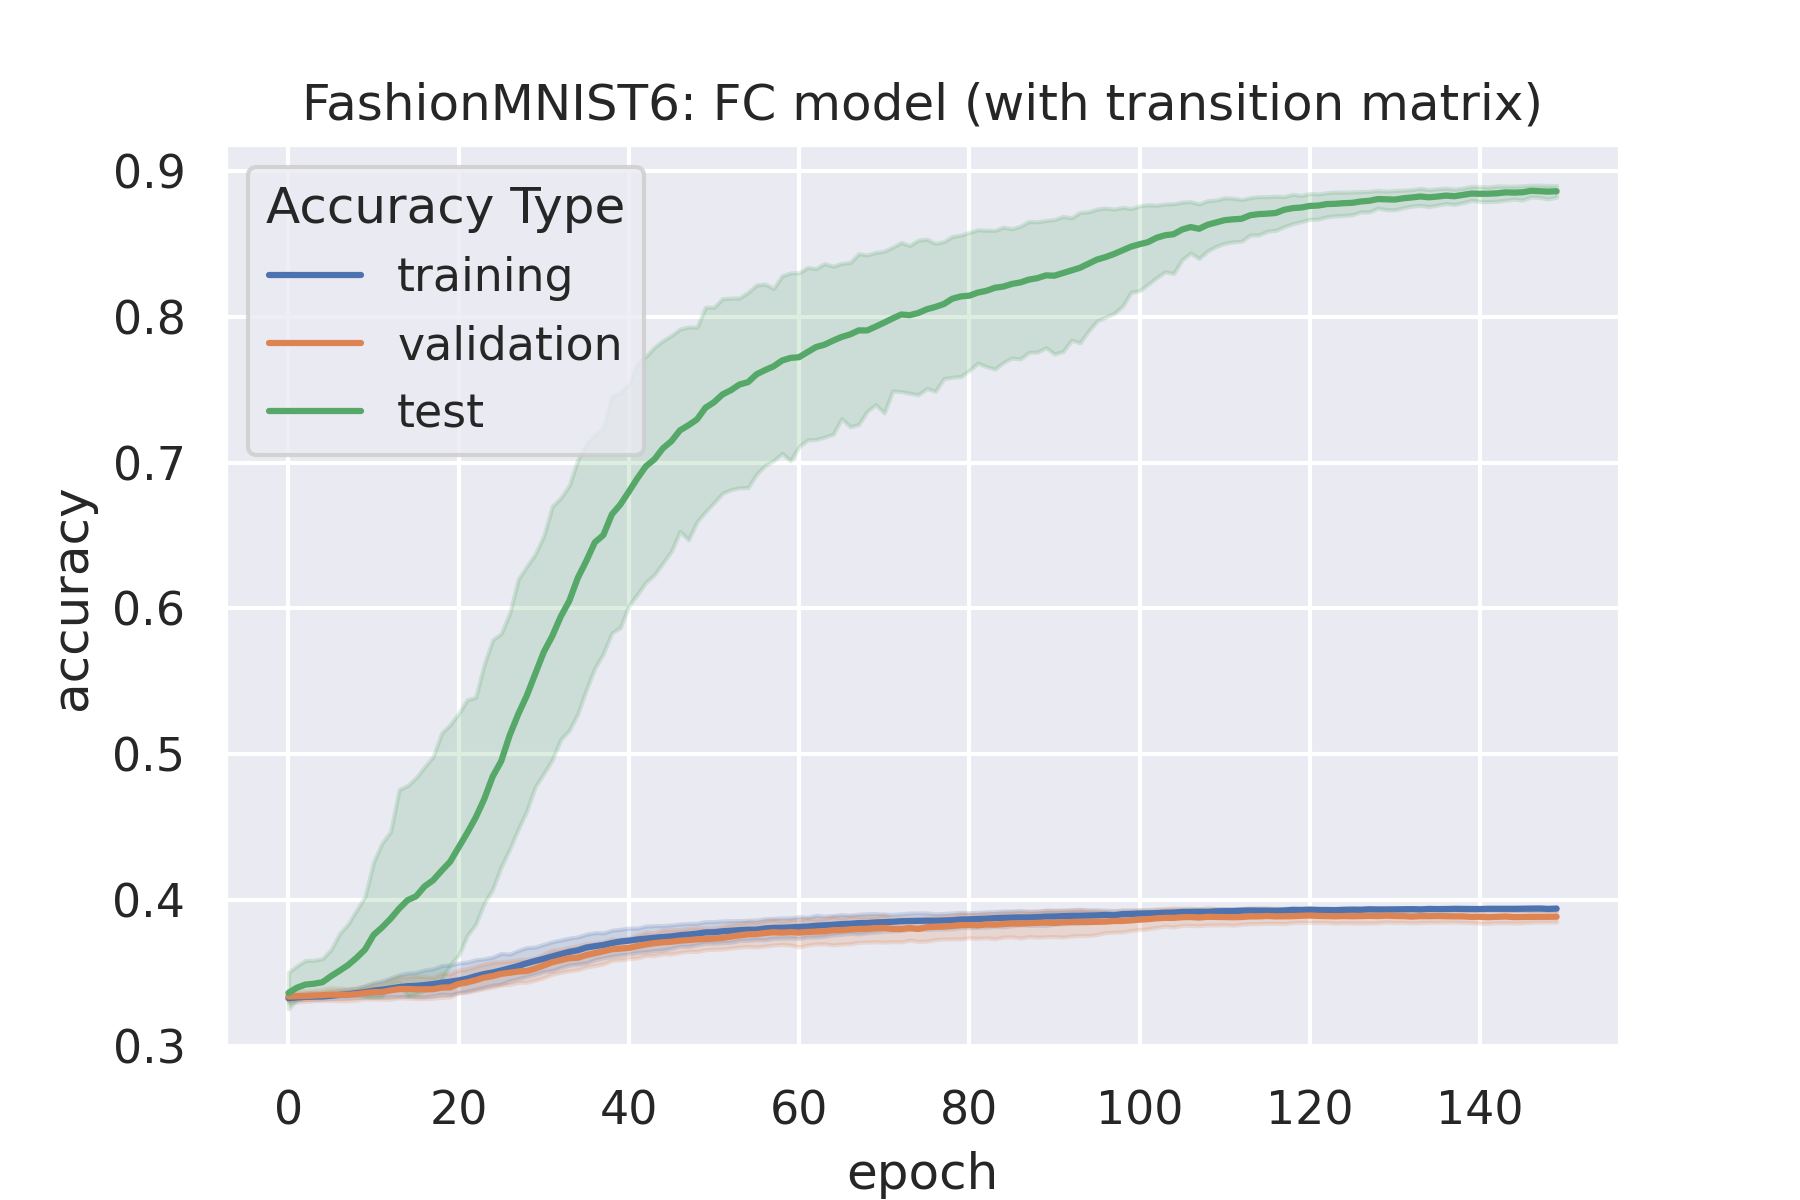 FashionMNIST6: FC model (with transition matrix)
Accuracy Type
training
validation
test
accuracy
0.9
0.8
0.7
0.6
0.5
0.4
0.3
0 20 40 60 80 100 120 140
epoch